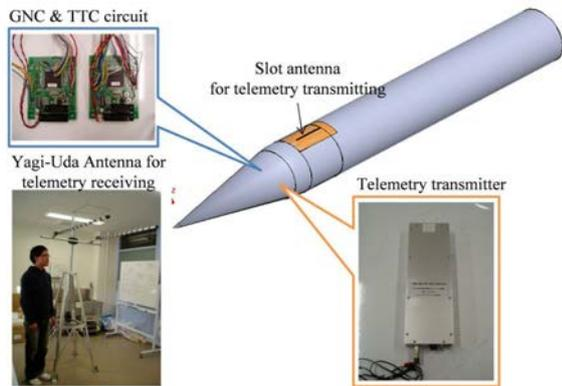 GNC & TTC circuit
Slot antenna
for telemetry transmitting
Yagi-Uda Antenna for
telemetry receiving
Telemetry transmitter